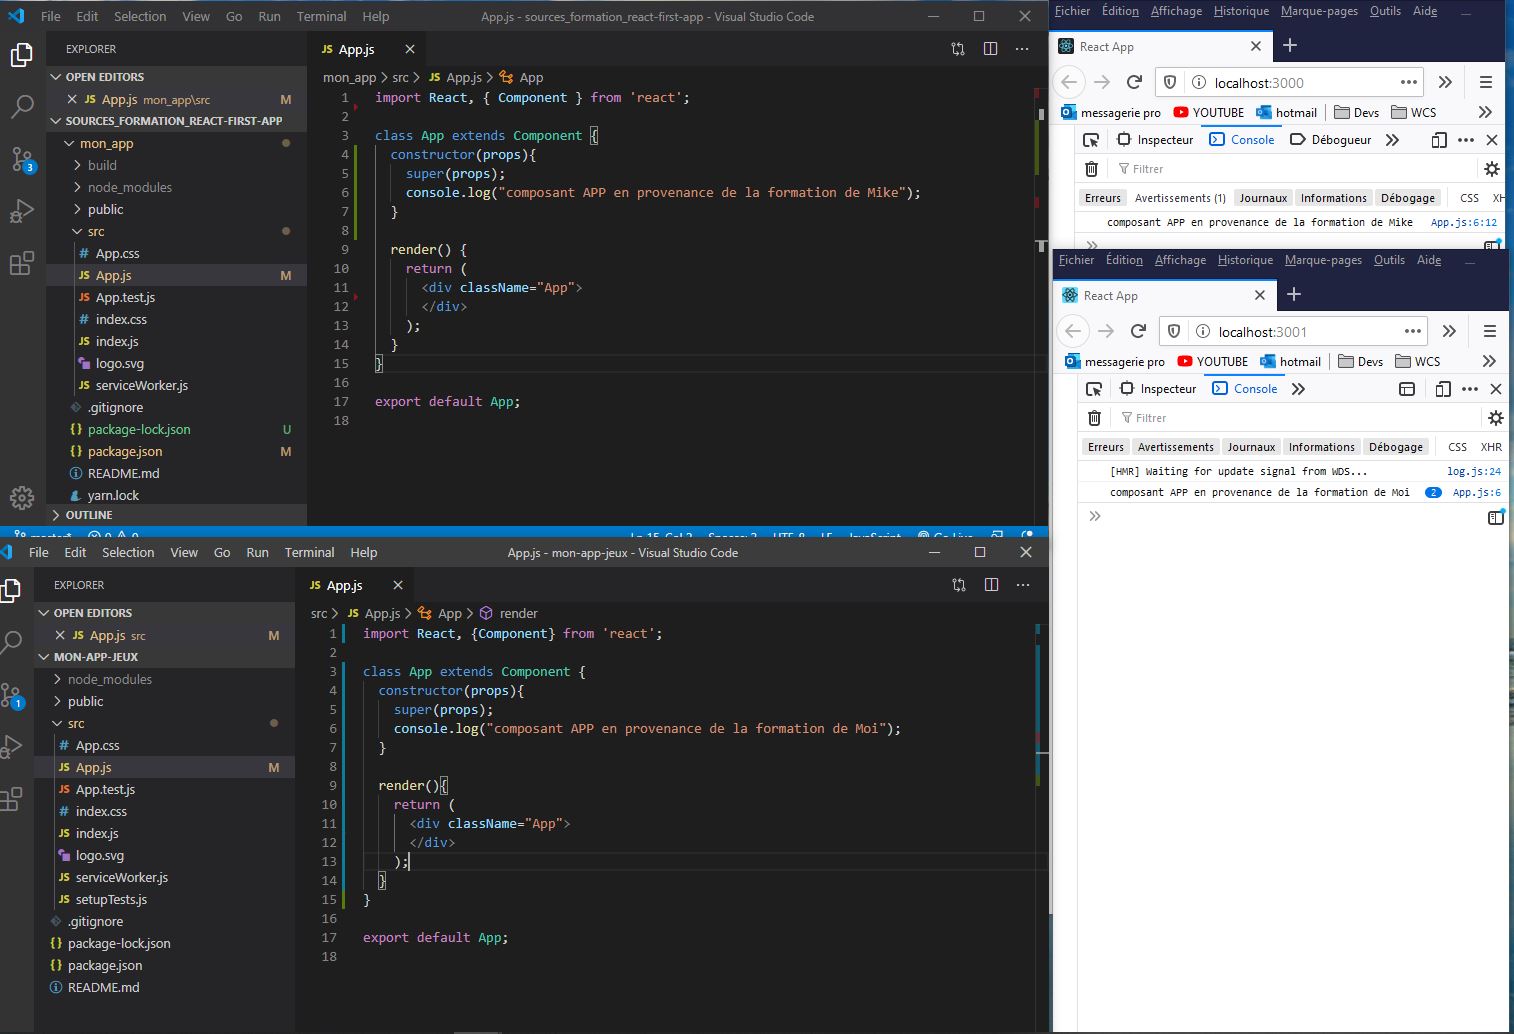 File Edit Selection View Go Run Terminal Help App.js - sources_formation_react-first-app - Visual Studio Code
EXPLORER
OPEN EDITORS
App.js mon_app\src M
SOURCES_FORMATION_REACT-FIRST-APP
mon_app
build
node_modules
public
src
App.css
App.js M
App.test.js
index.css
index.js
logo.svg
serviceWorker.js
.gitignore
package-lock.json U
package.json M
README.md
yarn.lock
OUTLINE
3
JS App.js
mon_app > src > JS App.js > App
1 import React, { Component } from 'react';
2
3 class App extends Component {
4 constructor(props){
5 super(props);
6 console.log("composant APP en provenance de la formation de Mike");
7 }
8
9 render() {
10 return (
11 <div className="App">
12 </div>
13 );
14 }
15 }
16
17 export default App;
18
File Edit Selection View Go Run Terminal Help App.js - mon-app-jeux - Visual Studio Code
EXPLORER
OPEN EDITORS
App.js src M
MON-APP-JEUX
node_modules
public
src
App.css
App.js M
App.test.js
index.css
index.js
logo.svg
serviceWorker.js
setupTests.js
.gitignore
package-lock.json
package.json
README.md
1
JS App.js
src > JS App.js > App > render
1 import React, {Component} from 'react';
2
3 class App extends Component {
4 constructor(props){
5 super(props);
6 console.log("composant APP en provenance de la formation de Moi");
7 }
8
9 render(){
10 return (
11 <div className="App">
12 </div>
13 );
14 }
15 }
16
17 export default App;
18
Fichier Édition Affichage Historique Marque-pages Outils Aide
React App
localhost:3000
messagerie pro YOUTUBE hotmail Devs WCS
Inspecteur Console Débogueur
Filtrer
Erreurs Avertissements (1) Journaux Informations Débogage CSS XH
composant APP en provenance de la formation de Mike App.js:6:12
Fichier Édition Affichage Historique Marque-pages Outils Aide
React App
localhost:3001
messagerie pro YOUTUBE hotmail Devs WCS
Inspecteur Console
Filtrer
Erreurs Avertissements Journaux Informations Débogage CSS XHR
[HMR] Waiting for update signal from WDS... log.js:24
composant APP en provenance de la formation de Moi 2 App.js:6